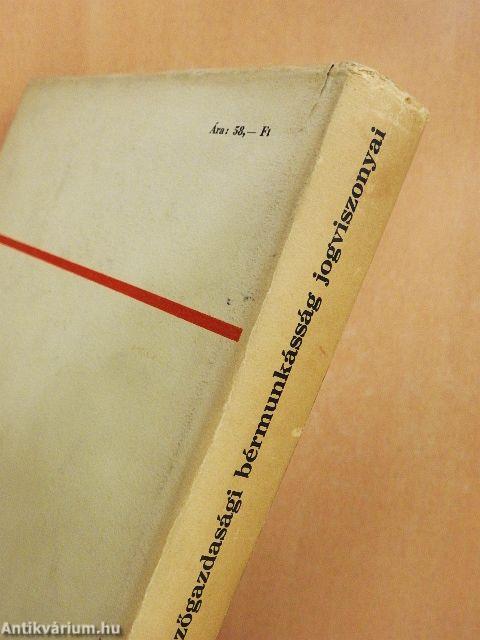 Ára: 58,— Ft
zőgazdasági bérmunkásság jogviszonyai
Antikvárium.hu